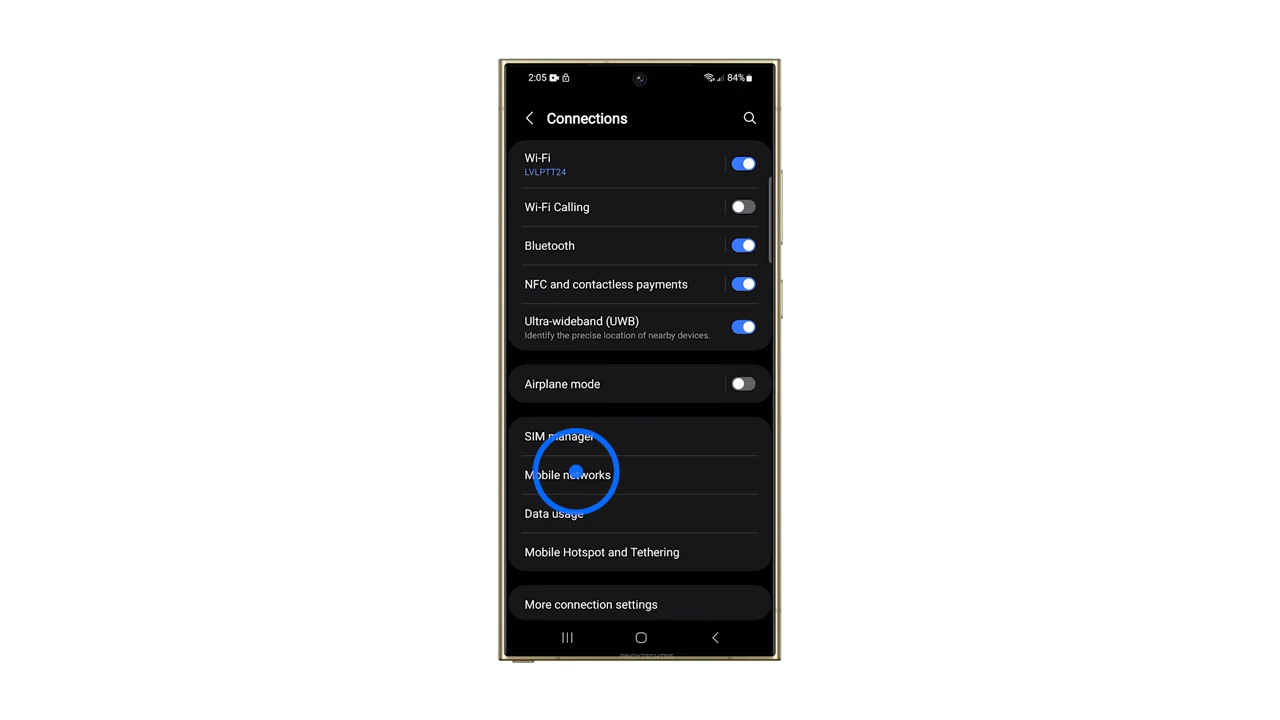 2:05 84%
Connections
Wi-Fi
LVLPTT24
Wi-Fi Calling
Bluetooth
NFC and contactless payments
Ultra-wideband (UWB)
Identify the precise location of nearby devices.
Airplane mode
SIM manager
Mobile networks
Data usage
Mobile Hotspot and Tethering
More connection settings